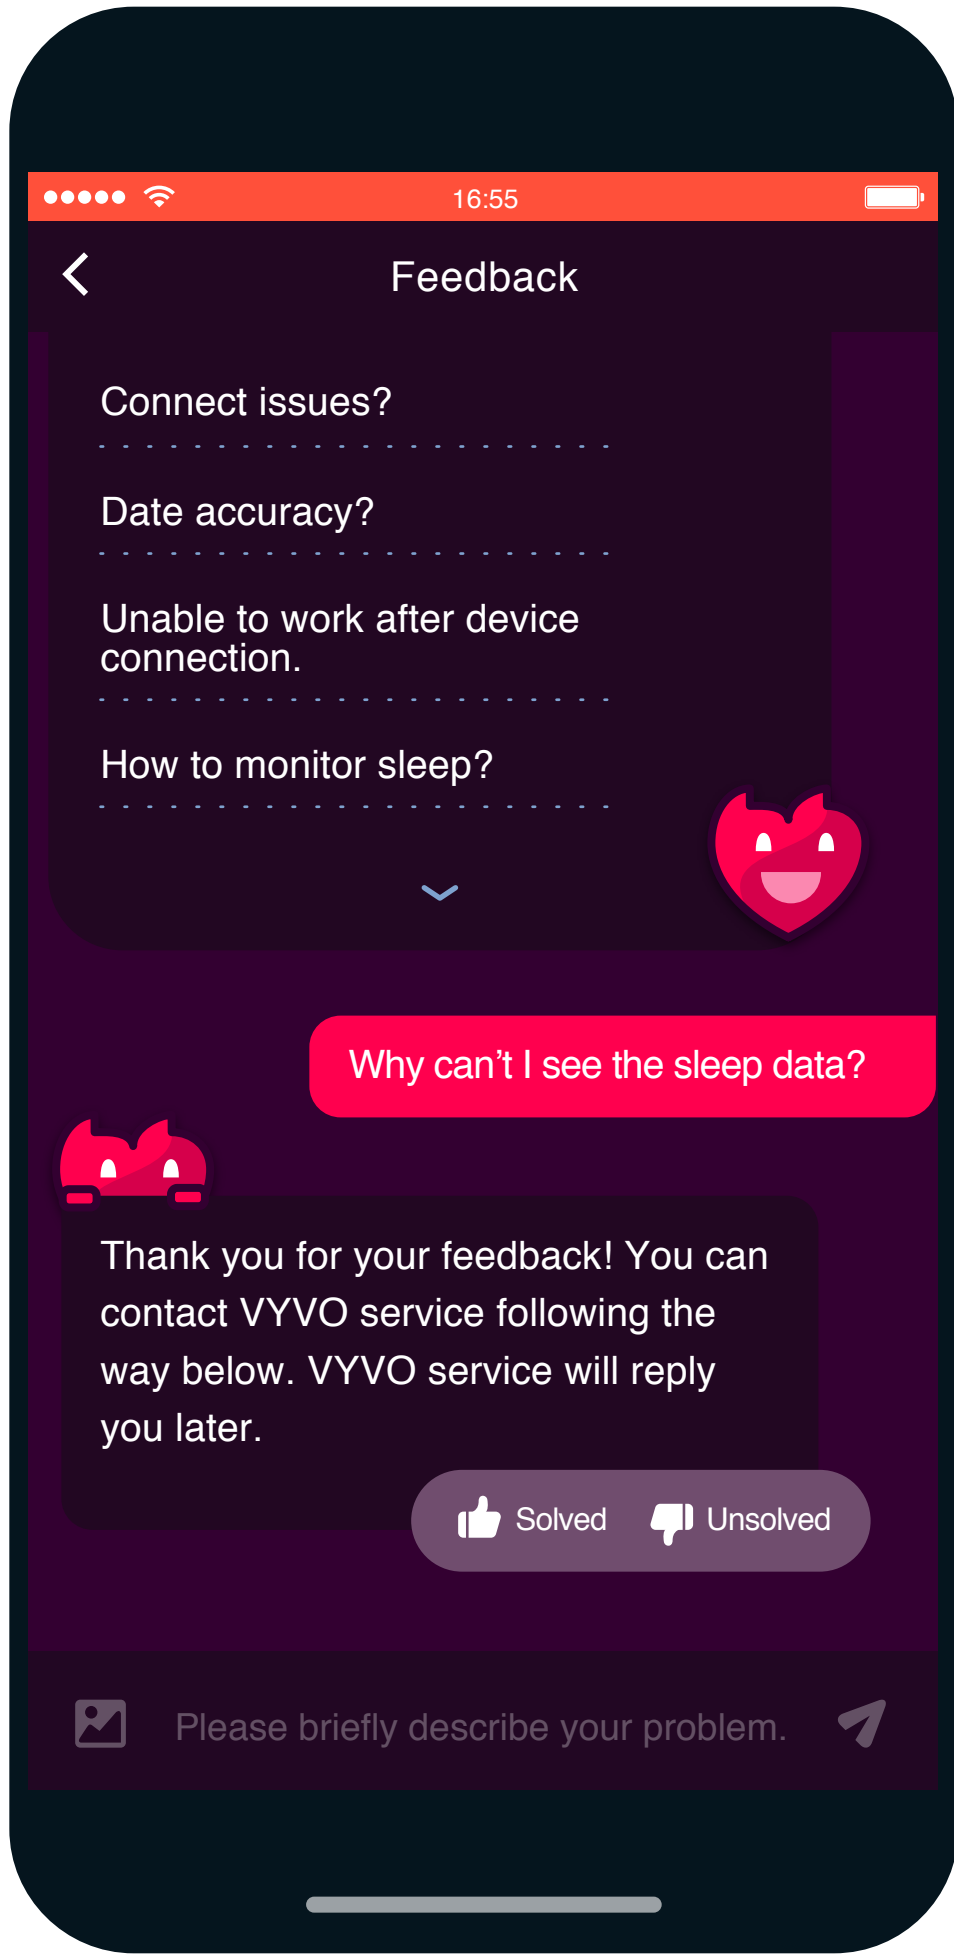 16:55
Feedback
Connect issues?
Date accuracy?
Unable to work after device
connection.
How to monitor sleep?
Why can’t I see the sleep data?
Thank you for your feedback! You can
contact VYVO service following the
way below. VYVO service will reply
you later.
Solved Unsolved
Please briefly describe your problem.